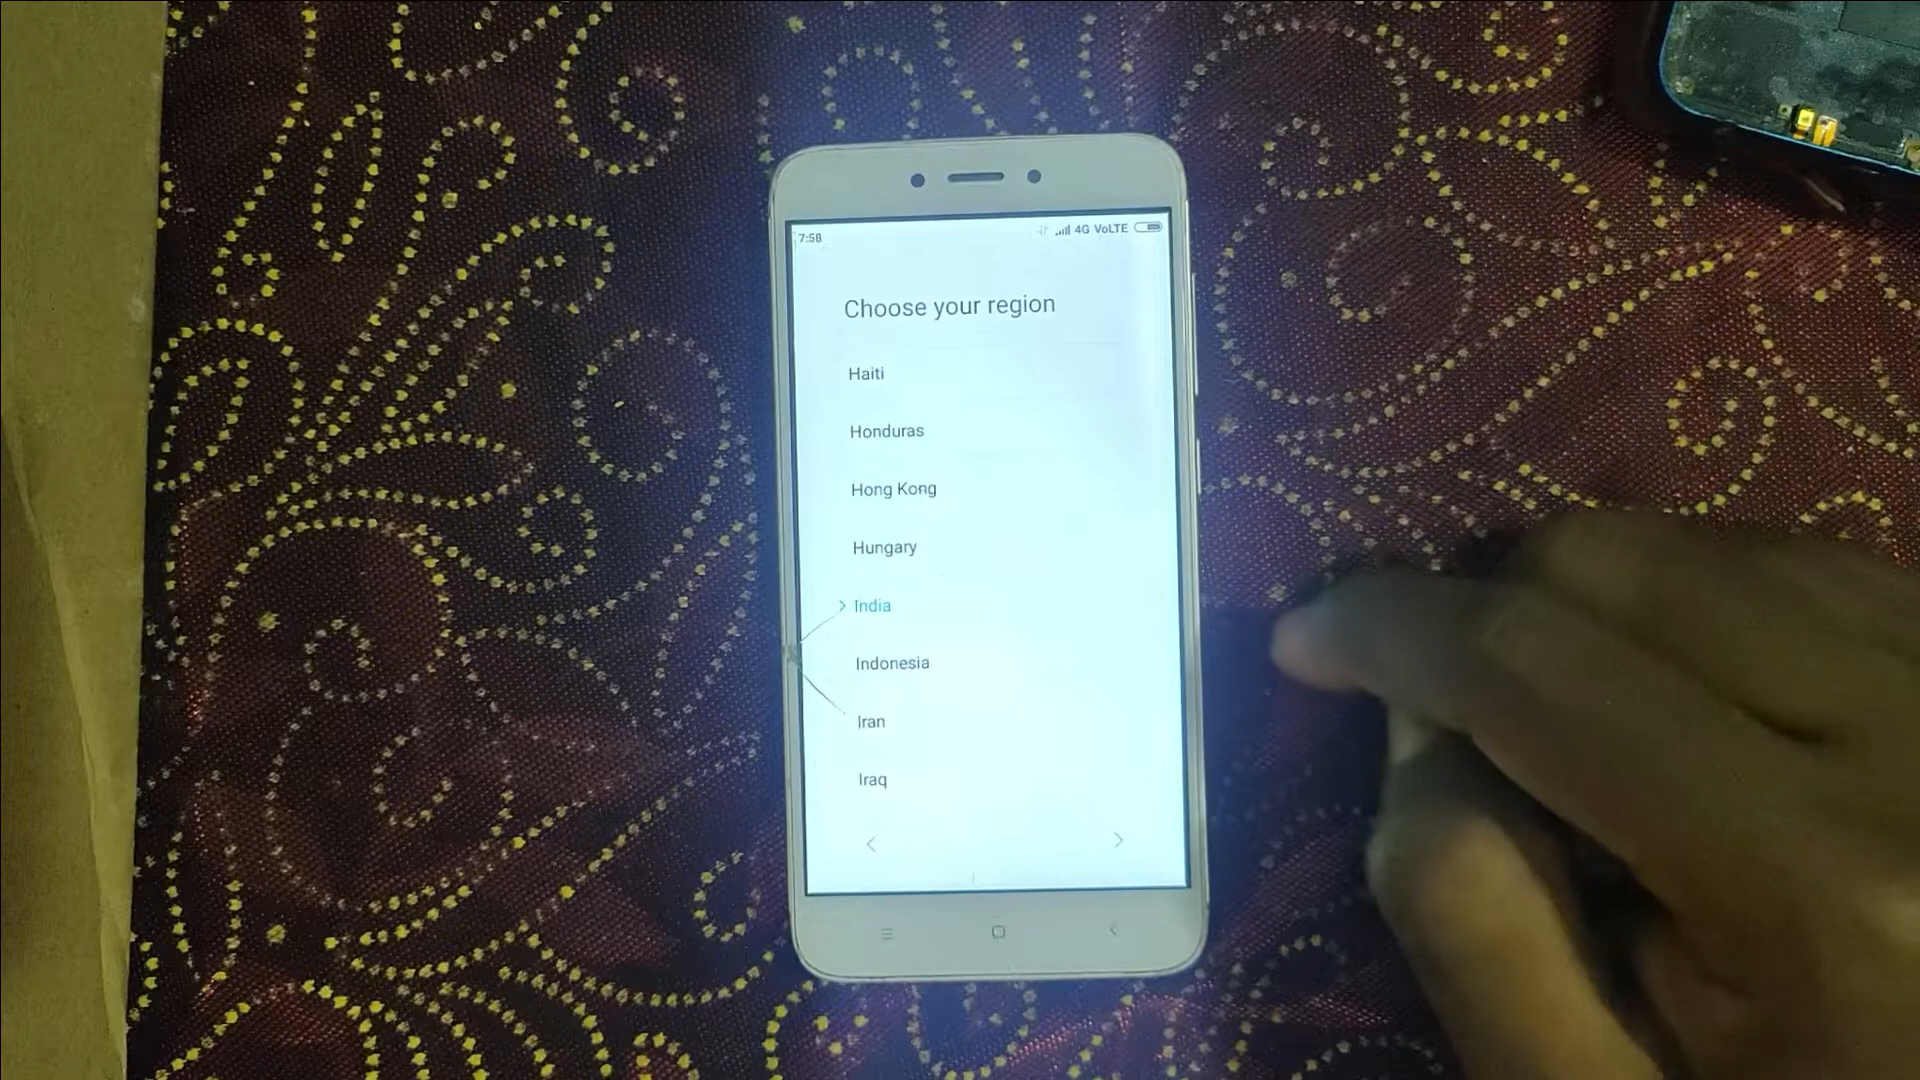 7:58 4G VoLTE
Choose your region
Haiti
Honduras
Hong Kong
Hungary
India
Indonesia
Iran
Iraq